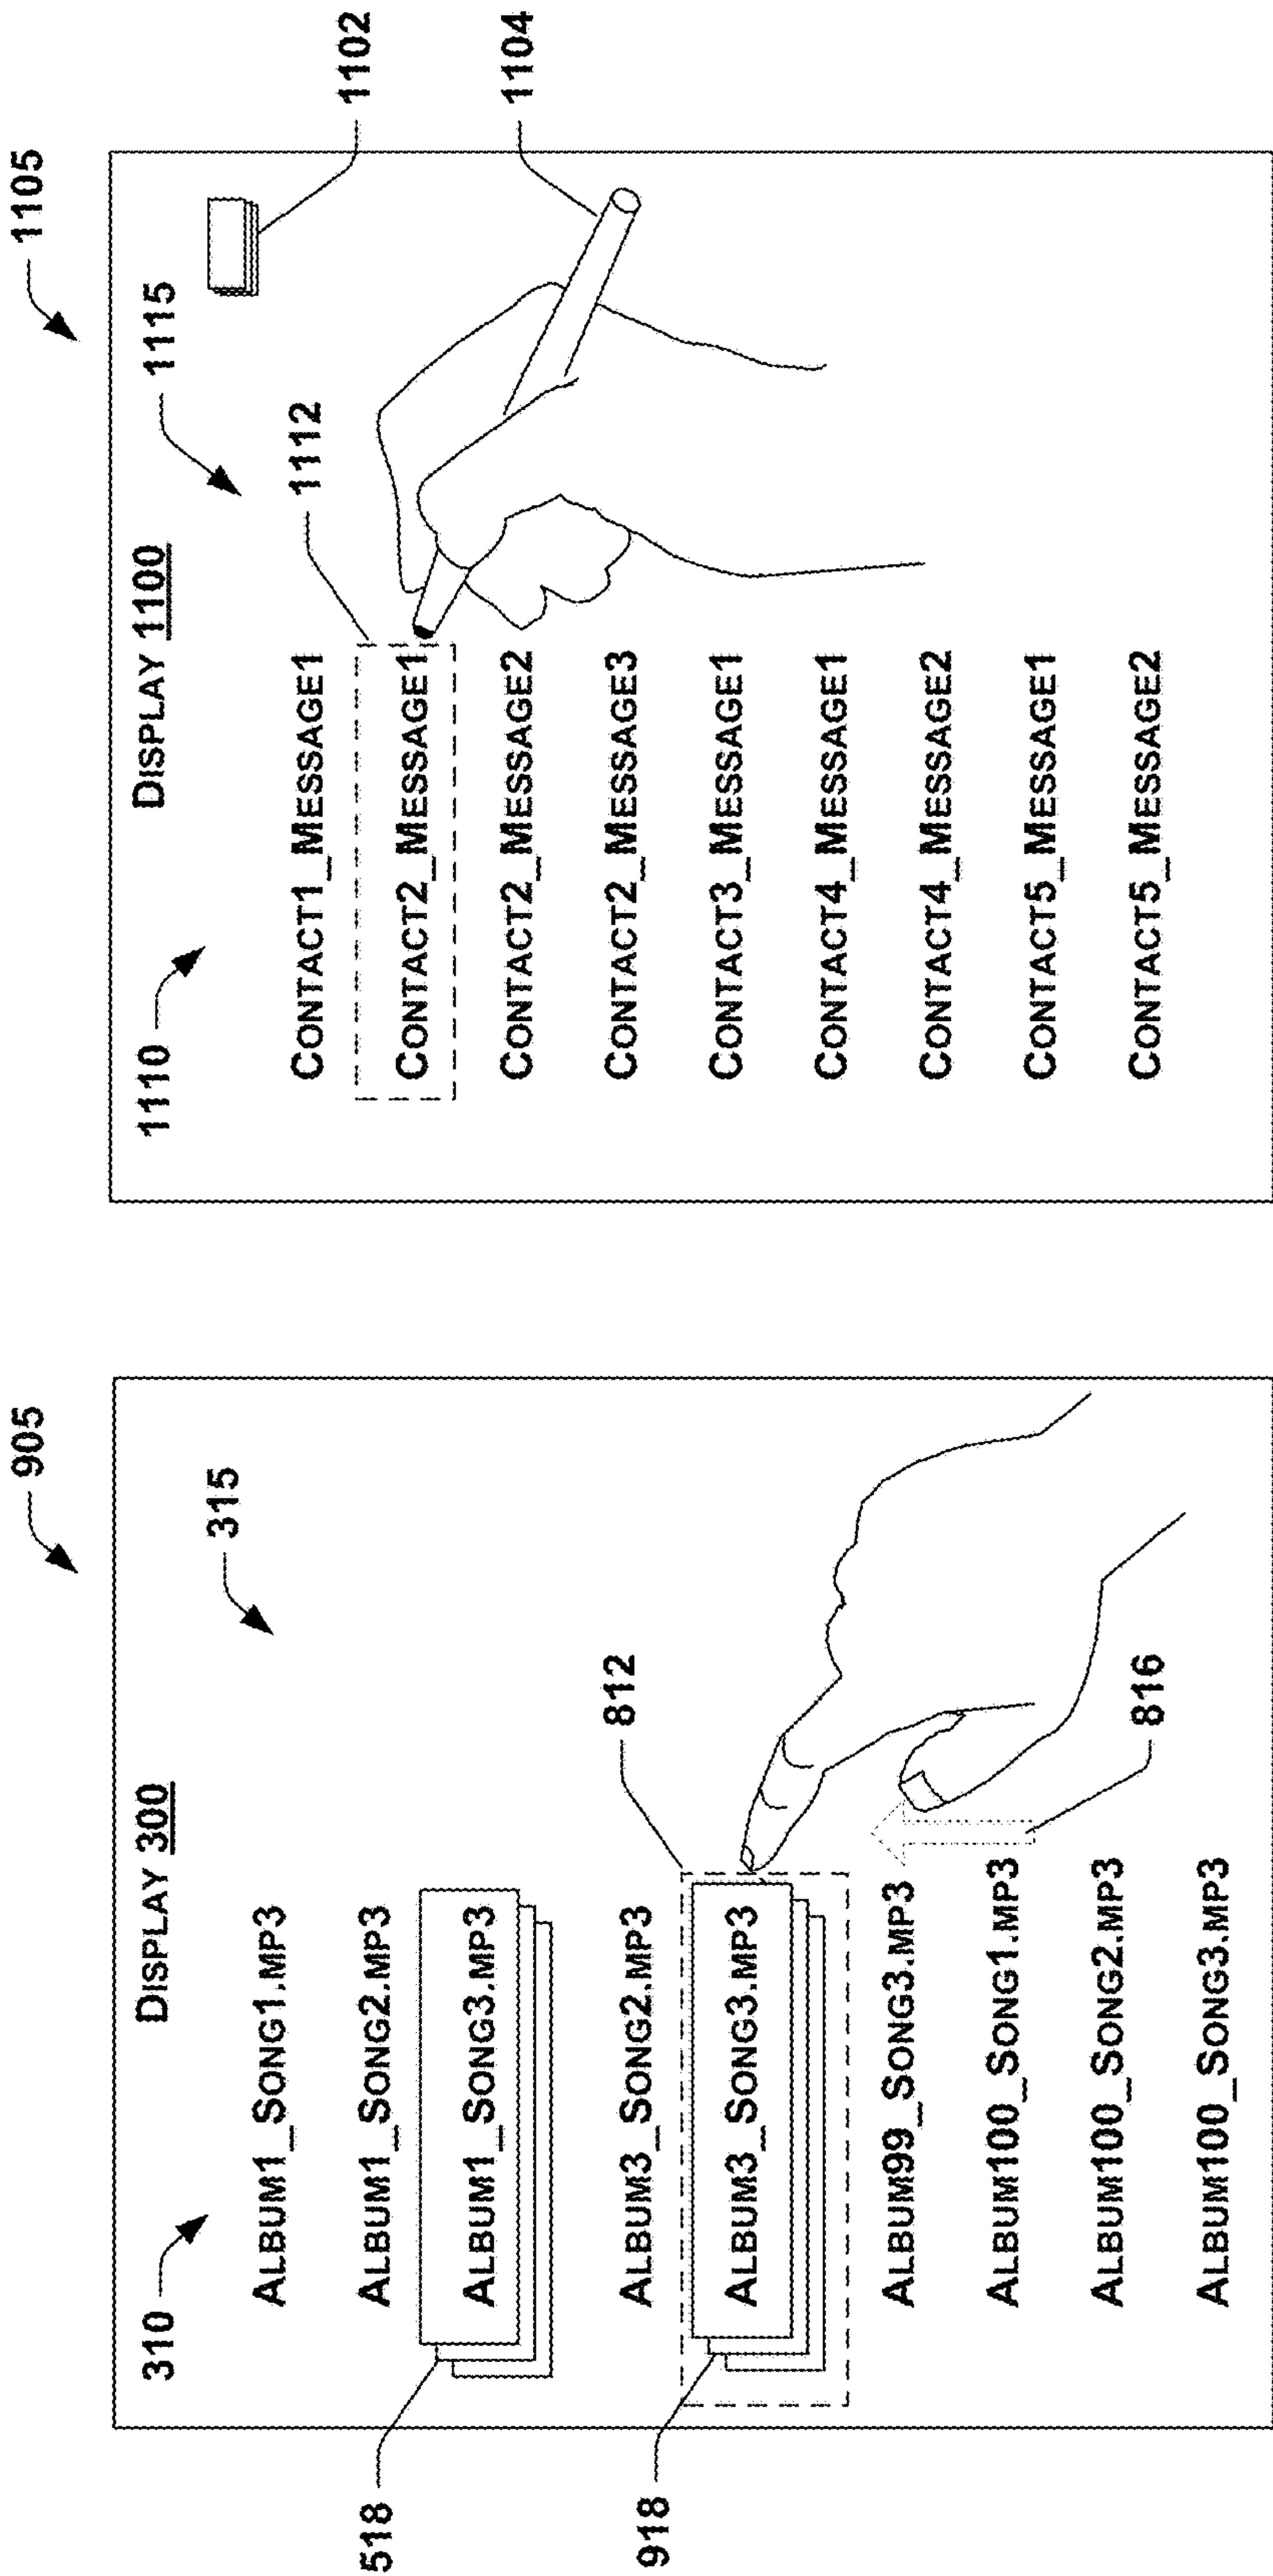 905
DISPLAY 300
310
315
ALBUM1_SONG1.MP3
ALBUM1_SONG2.MP3
ALBUM1_SONG3.MP3
518
ALBUM3_SONG2.MP3
812
ALBUM3_SONG3.MP3
918
ALBUM99_SONG3.MP3
ALBUM100_SONG1.MP3
816
ALBUM100_SONG2.MP3
ALBUM100_SONG3.MP3
1105
DISPLAY 1100
1110
1115
1102
CONTACT1_MESSAGE1
1112
CONTACT2_MESSAGE1
CONTACT2_MESSAGE2
1104
CONTACT2_MESSAGE3
CONTACT3_MESSAGE1
CONTACT4_MESSAGE1
CONTACT4_MESSAGE2
CONTACT5_MESSAGE1
CONTACT5_MESSAGE2